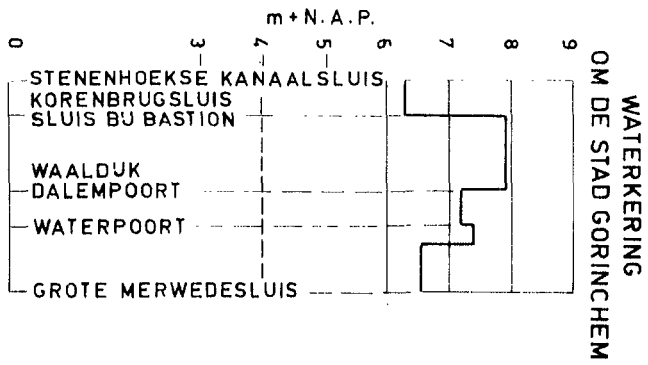 m + N.A.P.
0 3 4 5 6 7 8 9
STENENHOEKSE KANAALSLUIS
KORENBRUGSLUIS
SLUIS BIJ BASTION
WAALDIJK
DALEMPOORT
WATERPOORT
GROTE MERWEDESLUIS
WATERKERING
OM DE STAD GORINCHEM